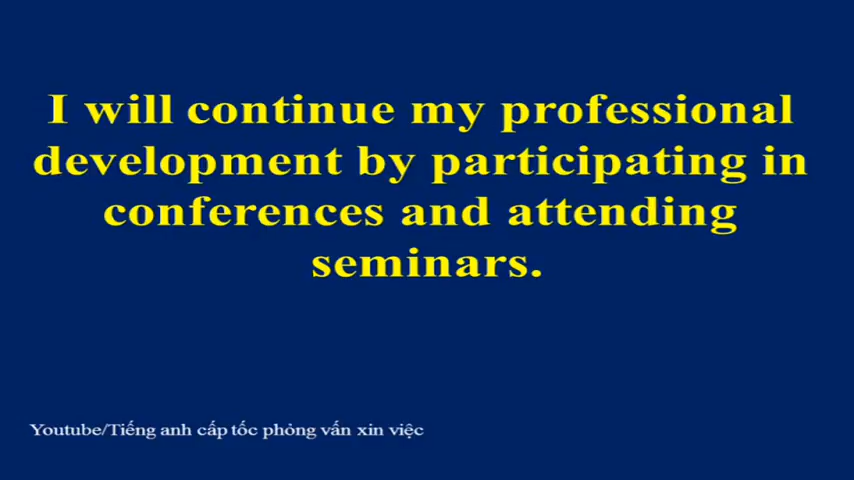 I will continue my professional
development by participating in
conferences and attending
seminars.
Youtube/Tiếng anh cấp tốc phỏng vấn xin việc